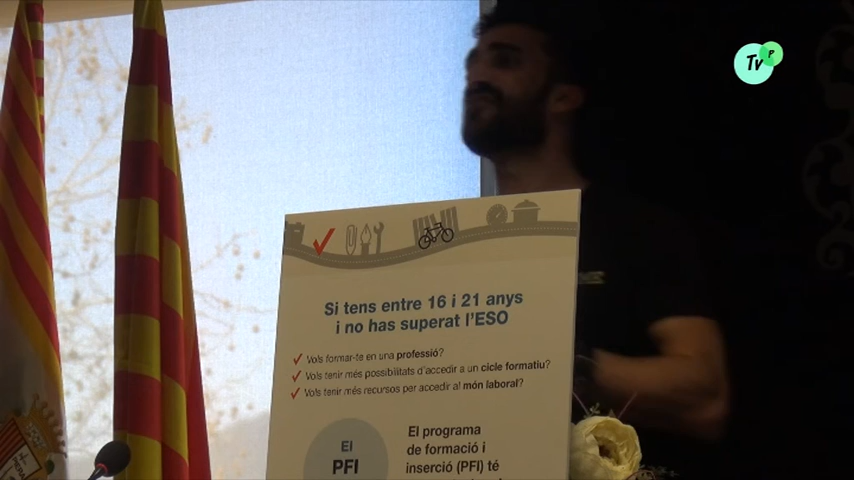 Tv P
Si tens entre 16 i 21 anys
i no has superat l'ESO
Vols formar-te en una professió?
Vols tenir més possibilitats d'accedir a un cicle formatiu?
Vols tenir més recursos per accedir al món laboral?
El
PFI
El programa
de formació i
inserció (PFI) té